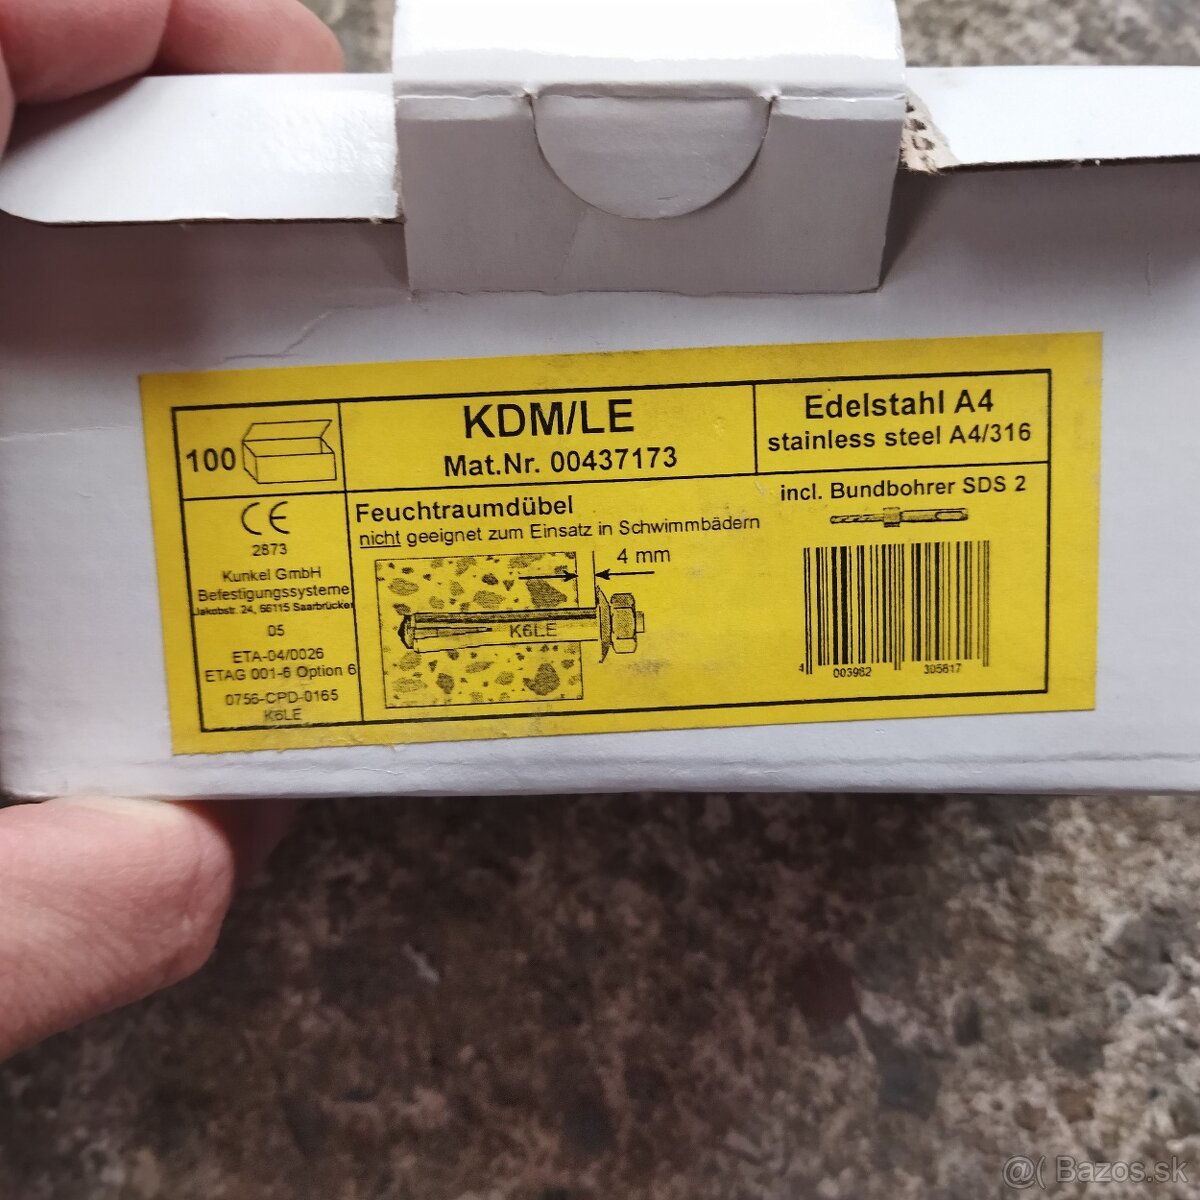 100
KDM/LE
Mat.Nr. 00437173
Edelstahl A4
stainless steel A4/316
CE
2873
Kunkel GmbH
Befestigungssysteme
Jakobstr. 24, 66115 Saarbrücken
05
ETA-04/0026
ETAG 001-6 Option 6
0756-CPD-0165
K6LE
Feuchtraumdübel
nicht geeignet zum Einsatz in Schwimmbädern
4 mm
K6LE
incl. Bundbohrer SDS 2
4 003982 305817
@( Bazos.sk